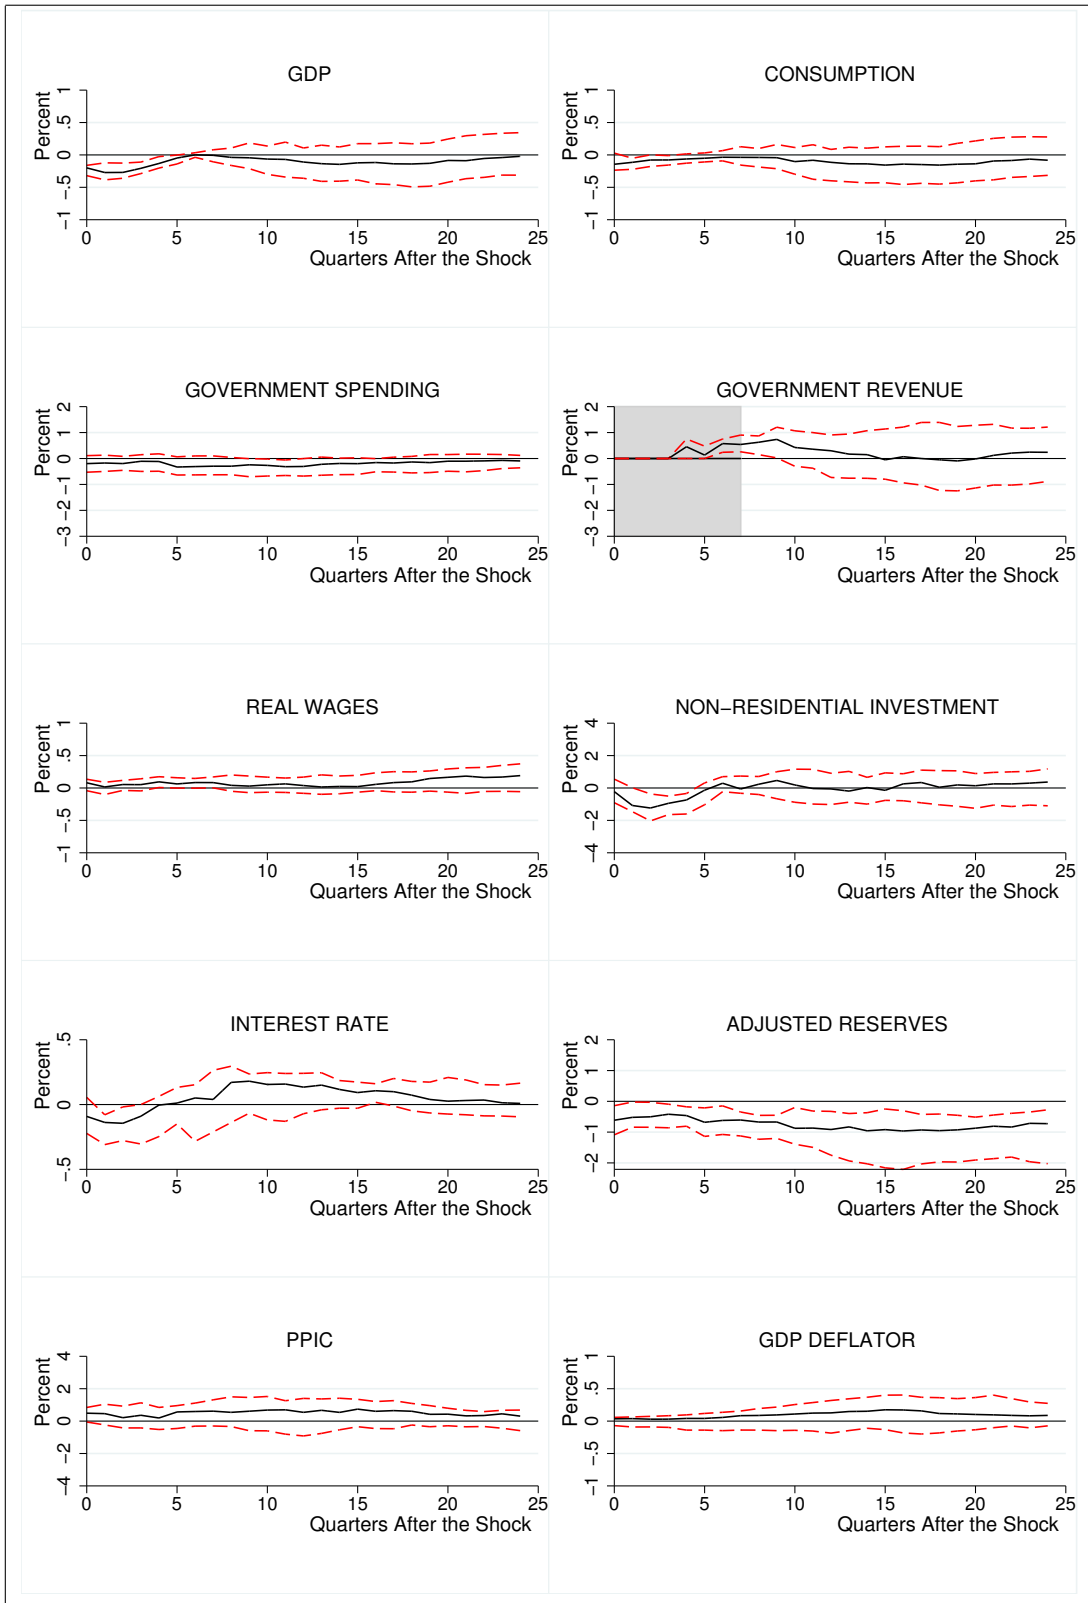 GDP
Percent
1
.5
0
-.5
-1
0 5 10 15 20 25
Quarters After the Shock
CONSUMPTION
Percent
1
.5
0
-.5
-1
0 5 10 15 20 25
Quarters After the Shock
GOVERNMENT SPENDING
Percent
2
1
0
-1
-2
-3
0 5 10 15 20 25
Quarters After the Shock
GOVERNMENT REVENUE
Percent
2
1
0
-1
-2
-3
0 5 10 15 20 25
Quarters After the Shock
REAL WAGES
Percent
1
.5
0
-.5
-1
0 5 10 15 20 25
Quarters After the Shock
NON-RESIDENTIAL INVESTMENT
Percent
4
2
0
-2
-4
0 5 10 15 20 25
Quarters After the Shock
INTEREST RATE
Percent
.5
0
-.5
0 5 10 15 20 25
Quarters After the Shock
ADJUSTED RESERVES
Percent
2
1
0
-1
-2
0 5 10 15 20 25
Quarters After the Shock
PPIC
Percent
4
2
0
-2
-4
0 5 10 15 20 25
Quarters After the Shock
GDP DEFLATOR
Percent
1
.5
0
-.5
-1
0 5 10 15 20 25
Quarters After the Shock